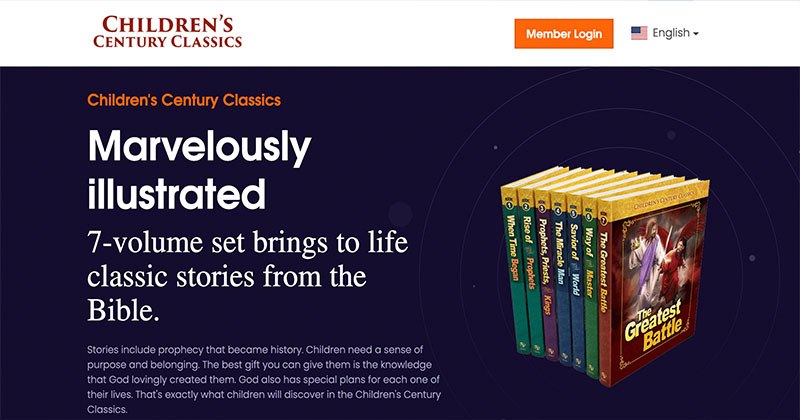 CHILDREN'S
CENTURY CLASSICS
Member Login
English
Children's Century Classics
Marvelously
illustrated
7-volume set brings to life
classic stories from the
Bible.
Stories include prophecy that became history. Children need a sense of
purpose and belonging. The best gift you can give them is the knowledge
that God lovingly created them. God also has special plans for each one of
their lives. That's exactly what children will discover in the Children's Century
Classics.
1 When Time Began
2 Rise of Prophets
3 Prophets, Priests, Kings
4 The Miracle Man
5 Savior of World
6 Way of Master
7 The Greatest Battle
CHILDREN'S CENTURY CLASSICS
The
Greatest
Battle